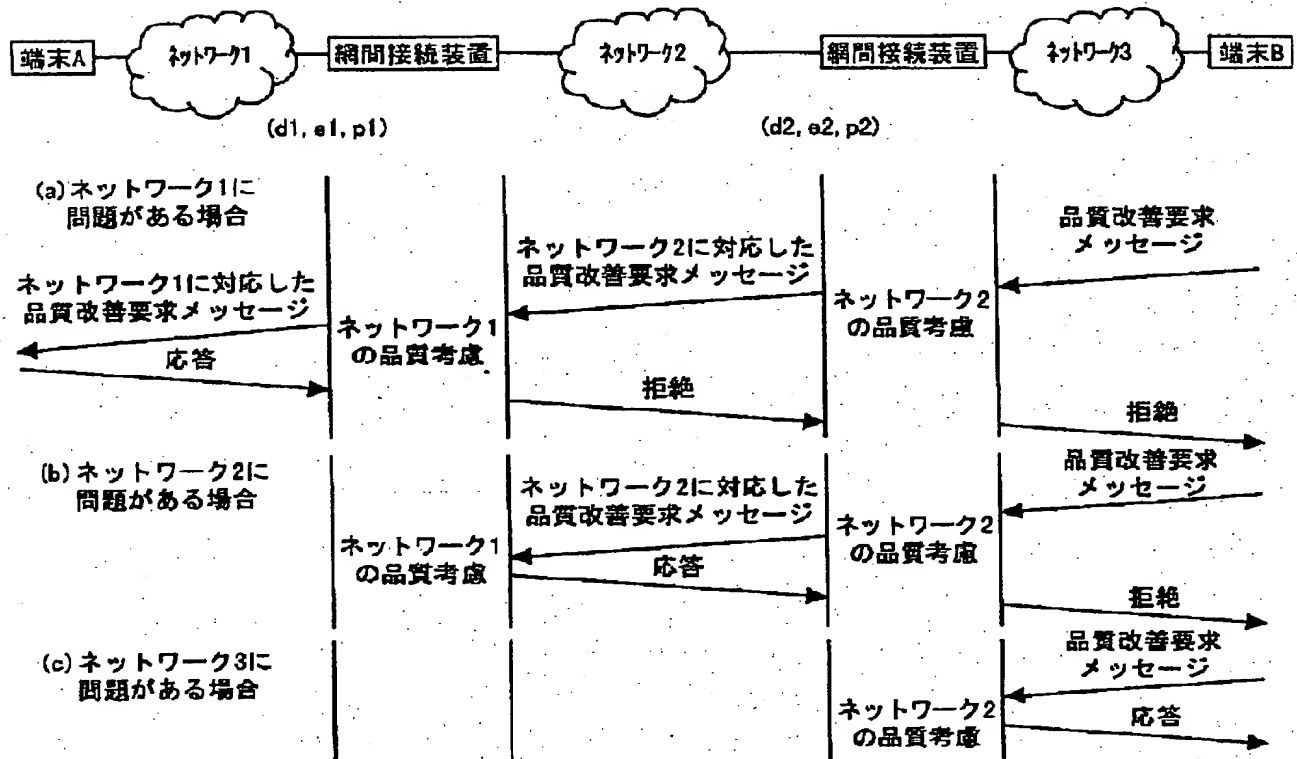 端末A
ネットワーク1
網間接続装置
ネットワーク2
網間接続装置
ネットワーク3
端末B
(d1, e1, p1)
(d2, e2, p2)
(a)ネットワーク1に
問題がある場合
品質改善要求
メッセージ
ネットワーク2に対応した
品質改善要求メッセージ
ネットワーク1に対応した
品質改善要求メッセージ
ネットワーク1
の品質考慮
ネットワーク2
の品質考慮
応答
拒絶
拒絶
(b)ネットワーク2に
問題がある場合
品質改善要求
メッセージ
ネットワーク2に対応した
品質改善要求メッセージ
ネットワーク1
の品質考慮
ネットワーク2
の品質考慮
応答
拒絶
(c)ネットワーク3に
問題がある場合
品質改善要求
メッセージ
ネットワーク2
の品質考慮
応答